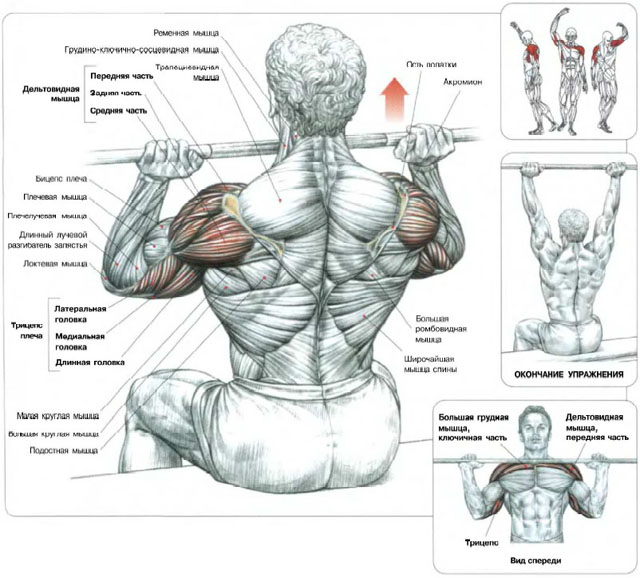 Ременная мышца
Грудино-ключично-сосцевидная мышца
Трапециевидная
мышца
Дельтовидная
мышца
Передняя часть
Задняя часть
Средняя часть
Ость лопатки
Акромион
Бицепс плеча
Плечевая мышца
Плечелучевая мышца
Длинный лучевой
разгибатель запястья
Локтевая мышца
Трицепс
плеча
Латеральная
головка
Медиальная
головка
Длинная головка
Малая круглая мышца
Большая круглая мышца
Подостная мышца
Большая
ромбовидная
мышца
Широчайшая
мышца спины
ОКОНЧАНИЕ УПРАЖНЕНИЯ
Большая грудная
мышца,
ключичная часть
Дельтовидная
мышца,
передняя часть
Трицепс
Вид спереди